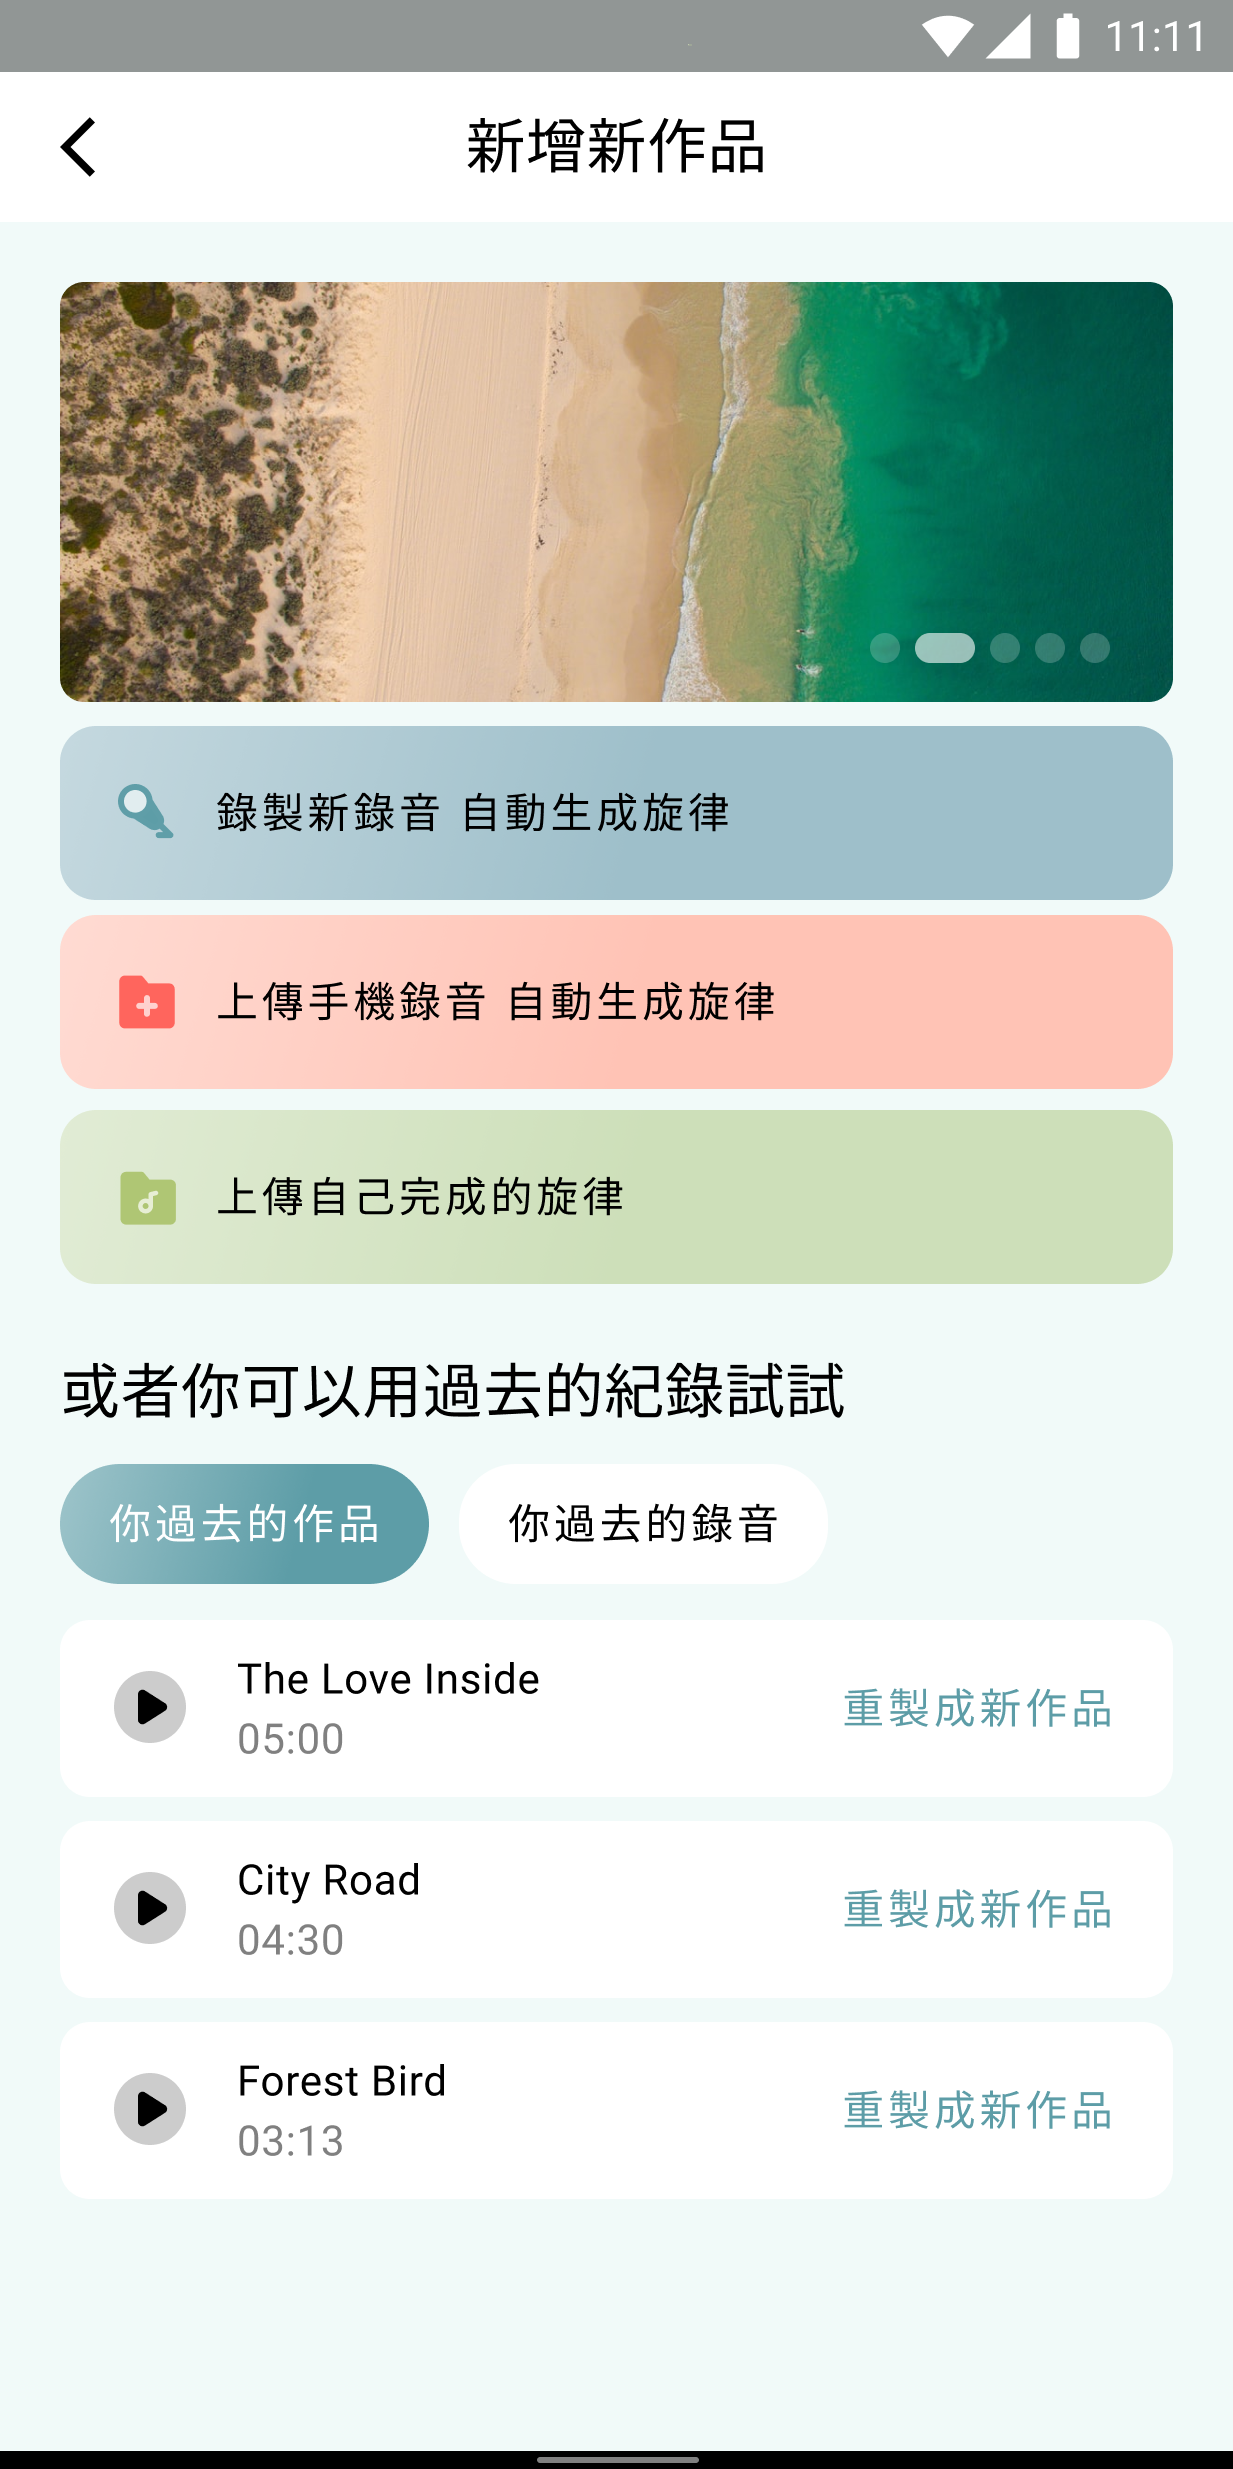 11:11
新增新作品
錄製新錄音 自動生成旋律
上傳手機錄音 自動生成旋律
上傳自己完成的旋律
或者你可以用過去的紀錄試試
你過去的作品
你過去的錄音
The Love Inside
05:00
重製成新作品
City Road
04:30
重製成新作品
Forest Bird
03:13
重製成新作品